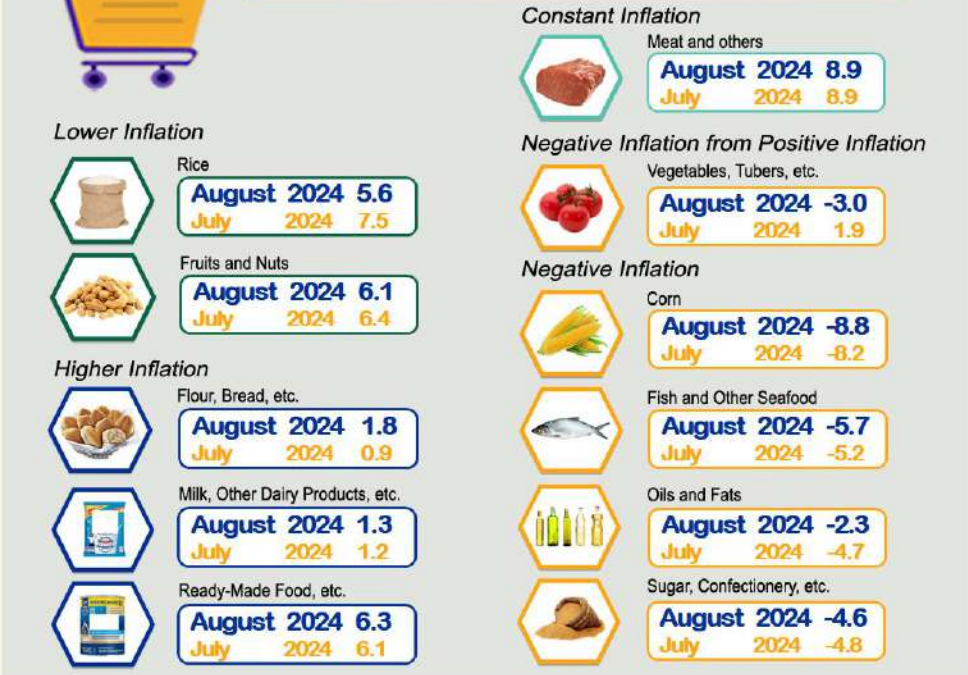 Lower Inflation
Rice
August 2024 5.6
July 2024 7.5
Fruits and Nuts
August 2024 6.1
July 2024 6.4
Higher Inflation
Flour, Bread, etc.
August 2024 1.8
July 2024 0.9
Milk, Other Dairy Products, etc.
August 2024 1.3
July 2024 1.2
Ready-Made Food, etc.
August 2024 6.3
July 2024 6.1
Constant Inflation
Meat and others
August 2024 8.9
July 2024 8.9
Negative Inflation from Positive Inflation
Vegetables, Tubers, etc.
August 2024 -3.0
July 2024 1.9
Negative Inflation
Corn
August 2024 -8.8
July 2024 -8.2
Fish and Other Seafood
August 2024 -5.7
July 2024 -5.2
Oils and Fats
August 2024 -2.3
July 2024 -4.7
Sugar, Confectionery, etc.
August 2024 -4.6
July 2024 -4.8